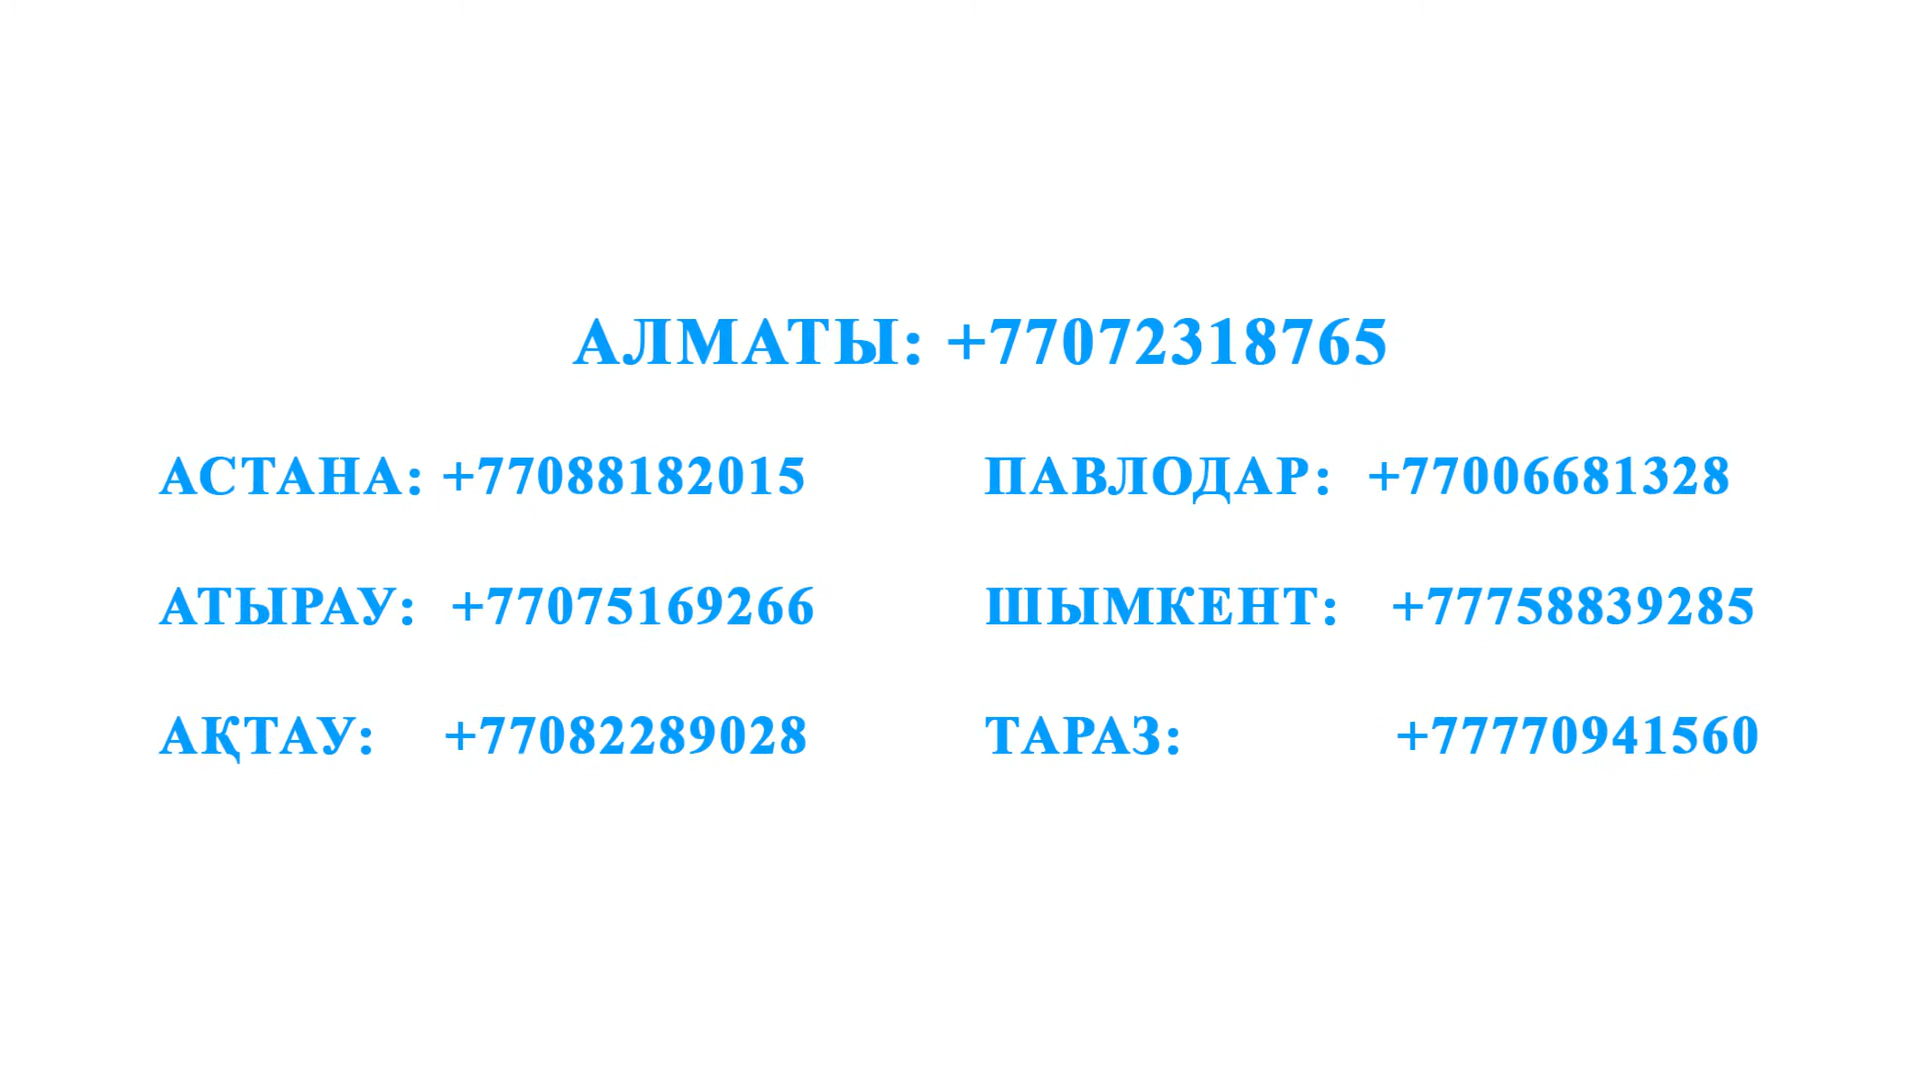 АЛМАТЫ: +77072318765
АСТАНА: +77088182015 ПАВЛОДАР: +77006681328
АТЫРАУ: +77075169266 ШЫМКЕНТ: +77758839285
АҚТАУ: +77082289028 ТАРАЗ: +77770941560